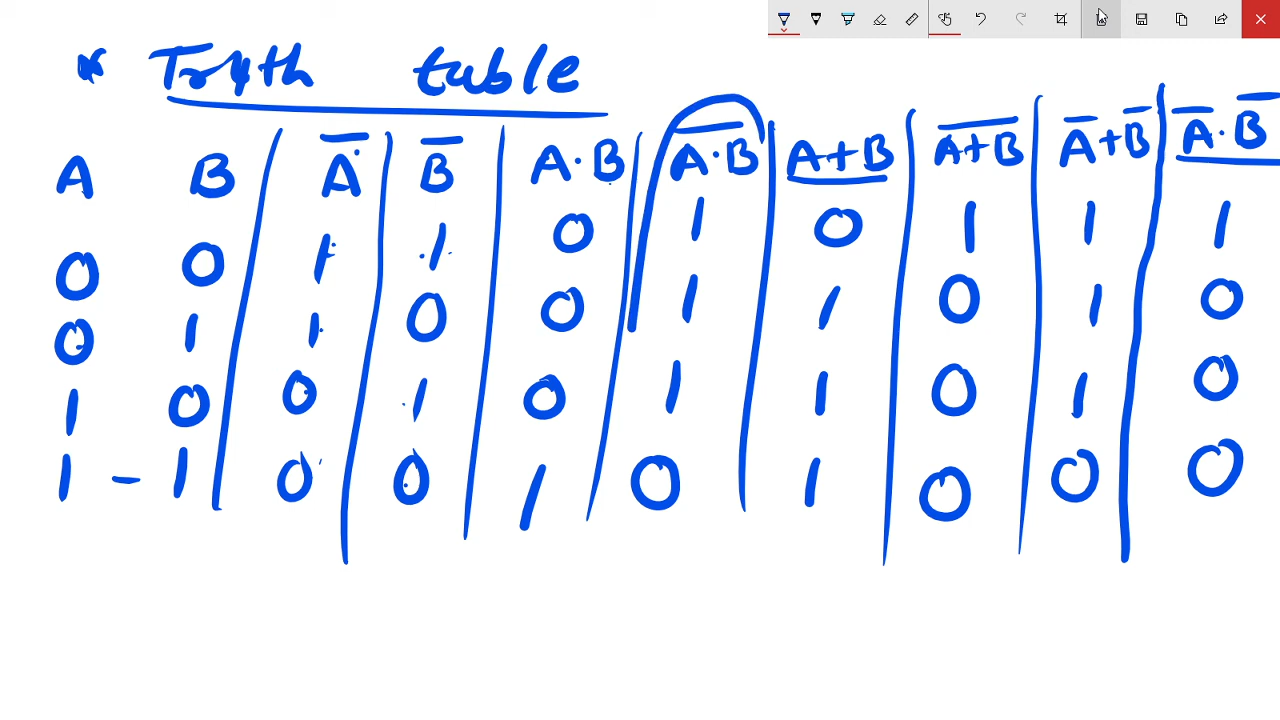 * Truth table
A B A̅ B̅ A·B \overline{A·B} A+B \overline{A+B} A̅+B̅ A̅·B̅
0 0 1 1 0 1 0 1 1 1
0 1 1 0 0 1 1 0 1 0
1 0 0 1 0 1 1 0 1 0
1 - 1 0 0 1 0 1 0 0 0